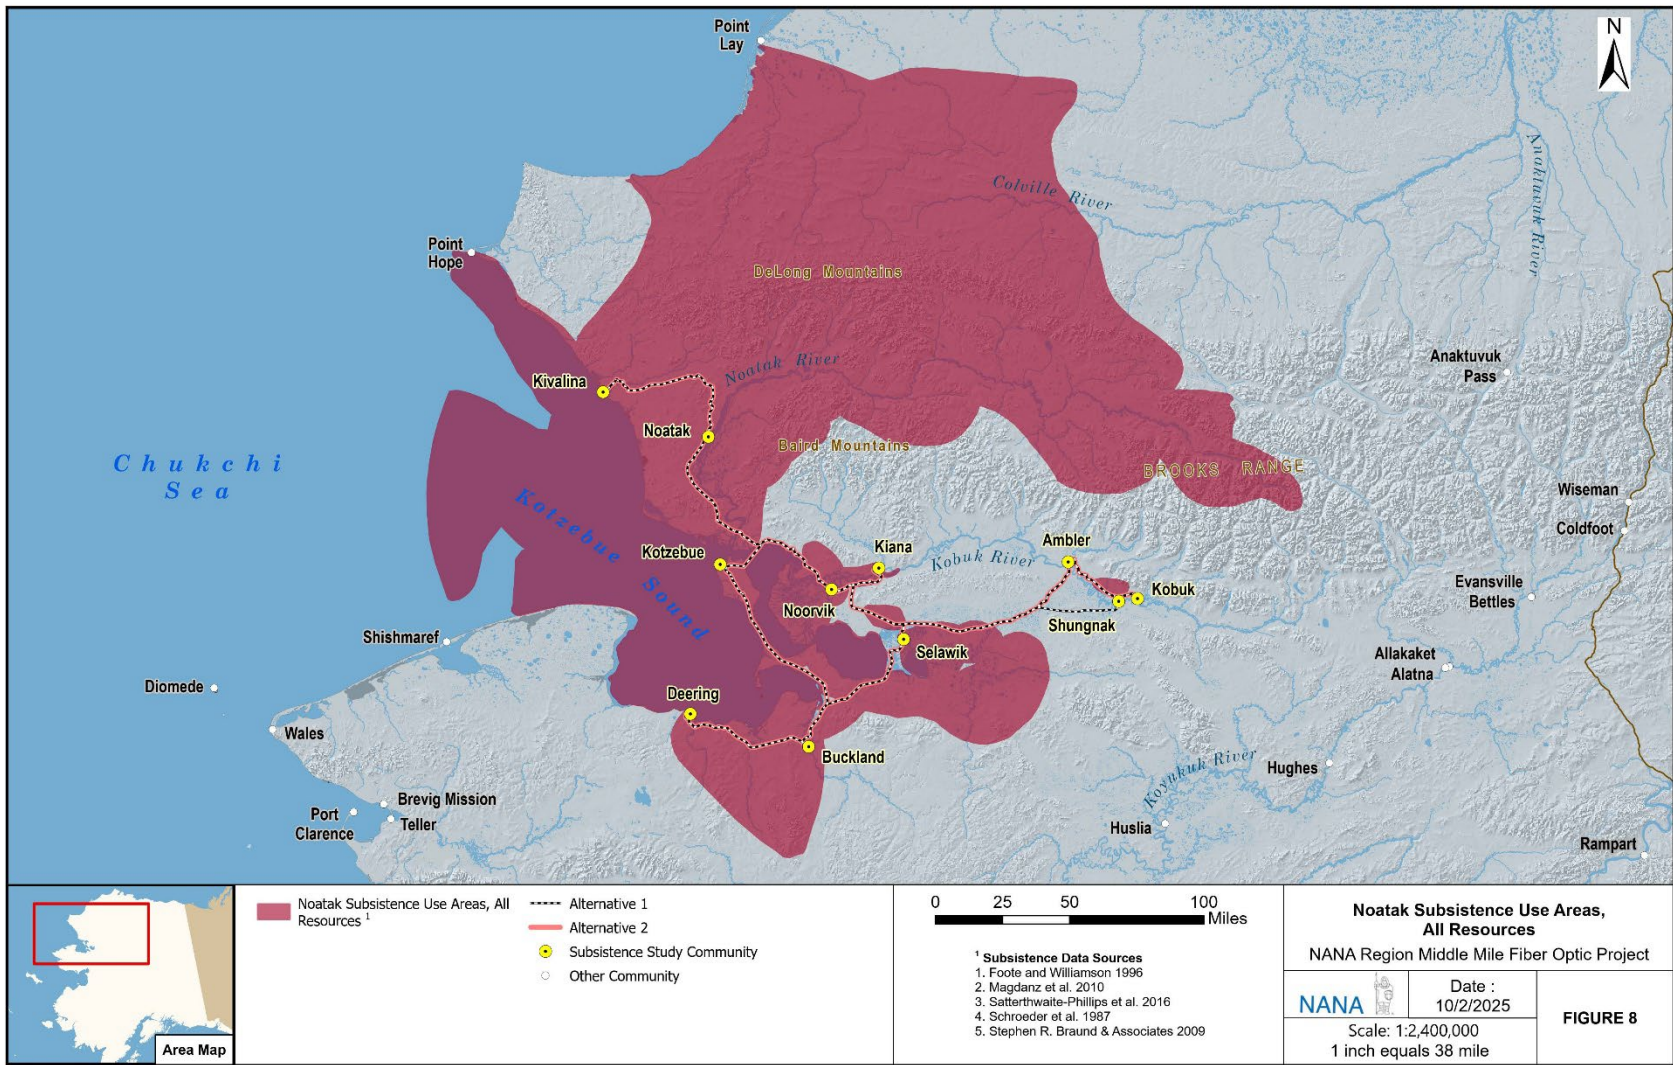 Point
Lay
N
Anaktuvuk River
Colville River
Point
Hope
DeLong Mountains
Anaktuvuk
Pass
Noatak River
Kivalina
Noatak
Baird Mountains
BROOKS RANGE
Chukchi
Sea
Wiseman
Coldfoot
Kotzebue Sound
Kotzebue
Kiana
Kobuk River
Ambler
Kobuk
Noorvik
Shungnak
Evansville
Bettles
Shishmaref
Selawik
Allakaket
Alatna
Diomede
Deering
Wales
Buckland
Koyukuk River
Hughes
Brevig Mission
Port
Clarence
Teller
Huslia
Rampart
Area Map
Noatak Subsistence Use Areas, All
Resources 1
Alternative 1
Alternative 2
Subsistence Study Community
Other Community
0 25 50 100
Miles
1 Subsistence Data Sources
1. Foote and Williamson 1996
2. Magdanz et al. 2010
3. Satterthwaite-Phillips et al. 2016
4. Schroeder et al. 1987
5. Stephen R. Braund & Associates 2009
Noatak Subsistence Use Areas,
All Resources
NANA Region Middle Mile Fiber Optic Project
NANA
Date :
10/2/2025
Scale: 1:2,400,000
1 inch equals 38 mile
FIGURE 8